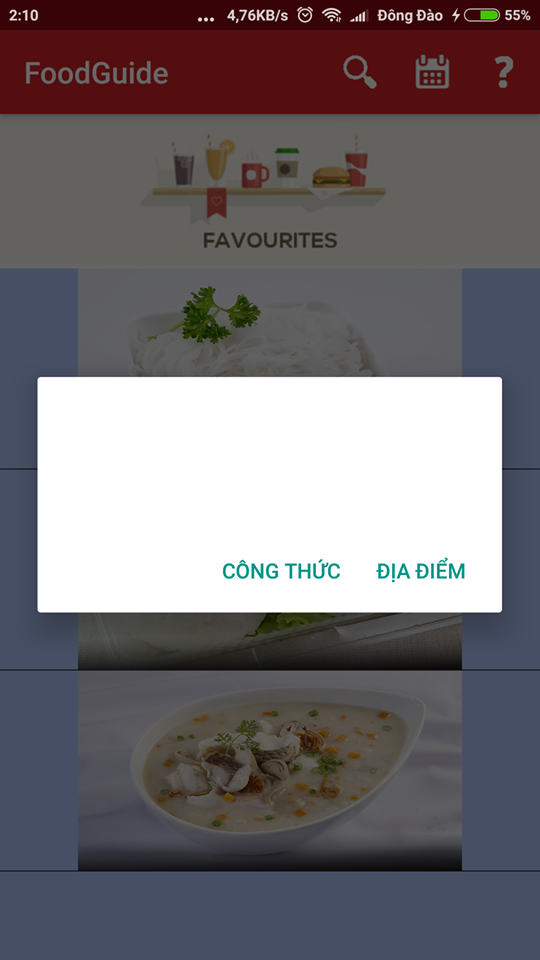 2:10 ... 4,76KB/s Đông Đào 55%
FoodGuide ?
FAVOURITES
CÔNG THỨC ĐỊA ĐIỂM